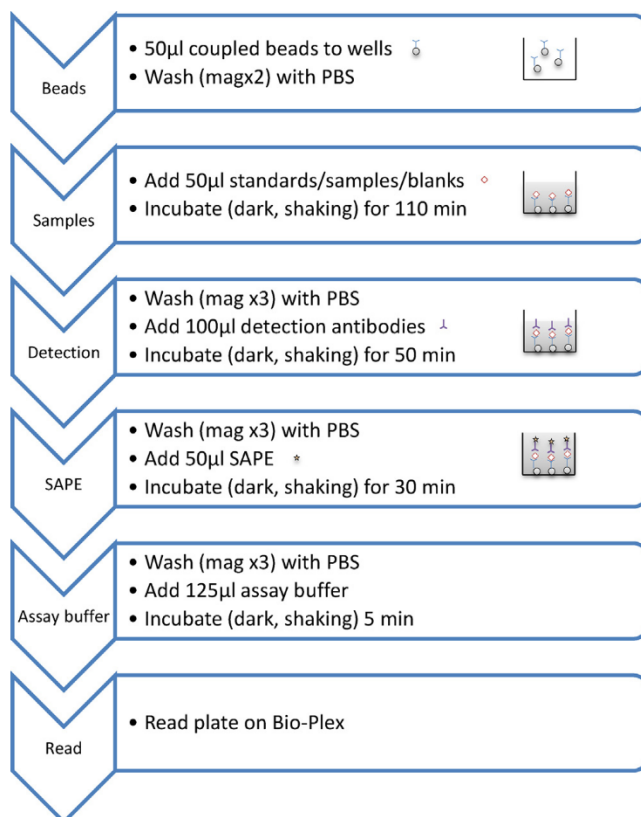 Beads
• 50µl coupled beads to wells
• Wash (magx2) with PBS
Samples
• Add 50µl standards/samples/blanks
• Incubate (dark, shaking) for 110 min
Detection
• Wash (mag x3) with PBS
• Add 100µl detection antibodies
• Incubate (dark, shaking) for 50 min
SAPE
• Wash (mag x3) with PBS
• Add 50µl SAPE
• Incubate (dark, shaking) for 30 min
Assay buffer
• Wash (mag x3) with PBS
• Add 125µl assay buffer
• Incubate (dark, shaking) 5 min
Read
• Read plate on Bio-Plex